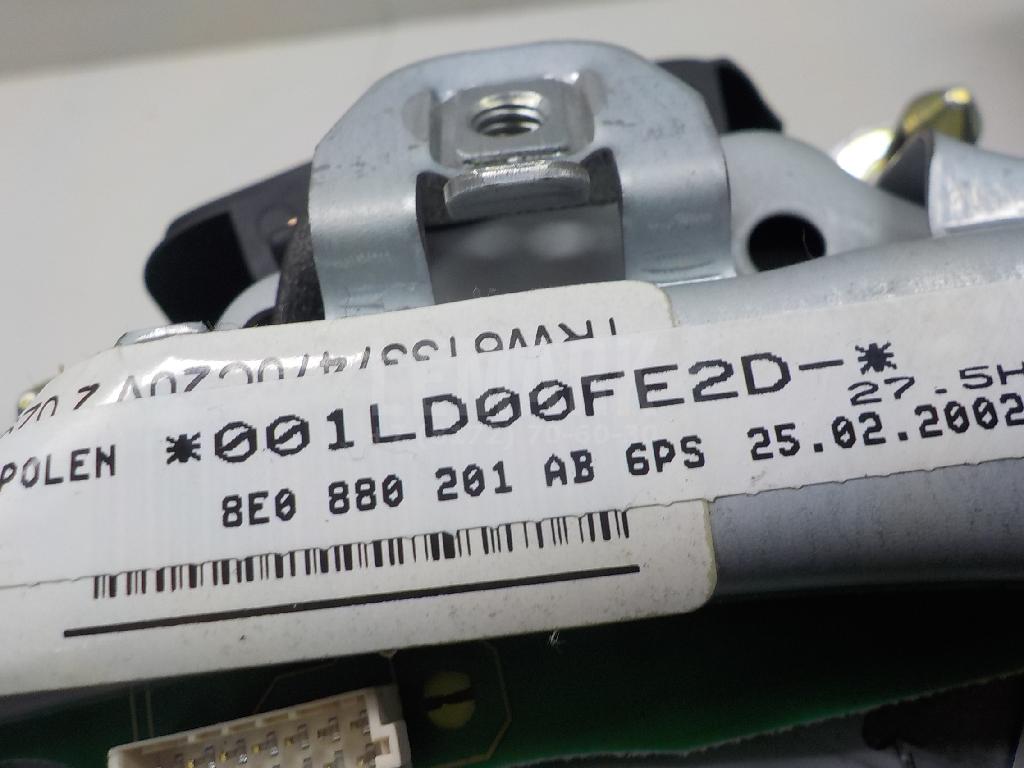 POLEN *001LD00FE2D-*
27.5H
8E0 880 201 AB 6PS 25.02.2002